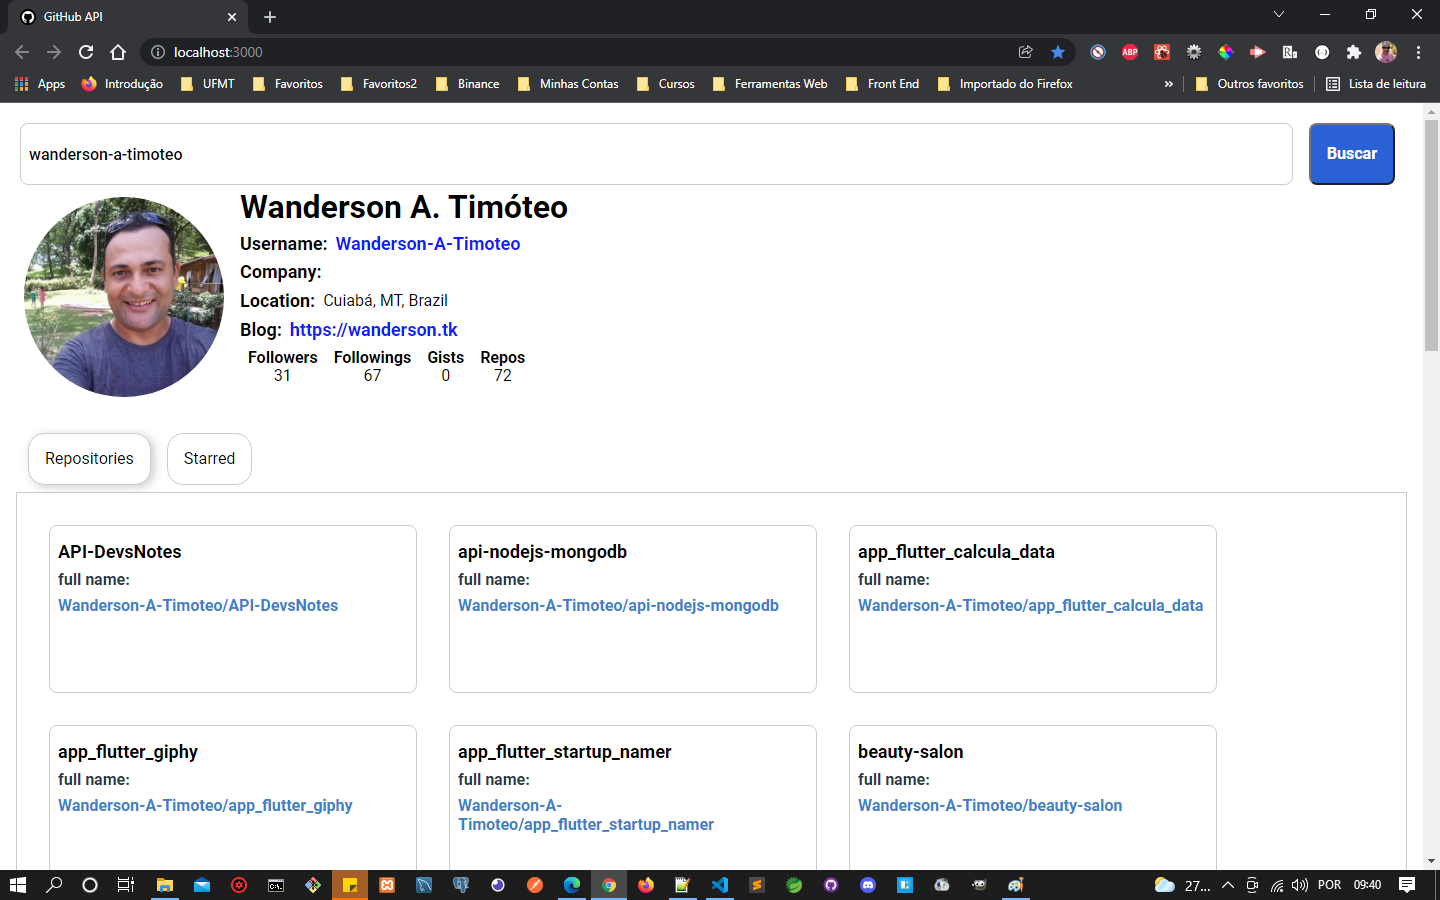 GitHub API
localhost:3000
ABP
Apps
Introdução
UFMT
Favoritos
Favoritos2
Binance
Minhas Contas
Cursos
Ferramentas Web
Front End
Importado do Firefox
»
Outros favoritos
Lista de leitura
wanderson-a-timoteo
Buscar
Wanderson A. Timóteo
Username: Wanderson-A-Timoteo
Company:
Location: Cuiabá, MT, Brazil
Blog: https://wanderson.tk
Followers Followings Gists Repos
31 67 0 72
Repositories
Starred
API-DevsNotes
full name:
Wanderson-A-Timoteo/API-DevsNotes
api-nodejs-mongodb
full name:
Wanderson-A-Timoteo/api-nodejs-mongodb
app_flutter_calcula_data
full name:
Wanderson-A-Timoteo/app_flutter_calcula_data
app_flutter_giphy
full name:
Wanderson-A-Timoteo/app_flutter_giphy
app_flutter_startup_namer
full name:
Wanderson-A-
Timoteo/app_flutter_startup_namer
beauty-salon
full name:
Wanderson-A-Timoteo/beauty-salon
27...
POR
09:40